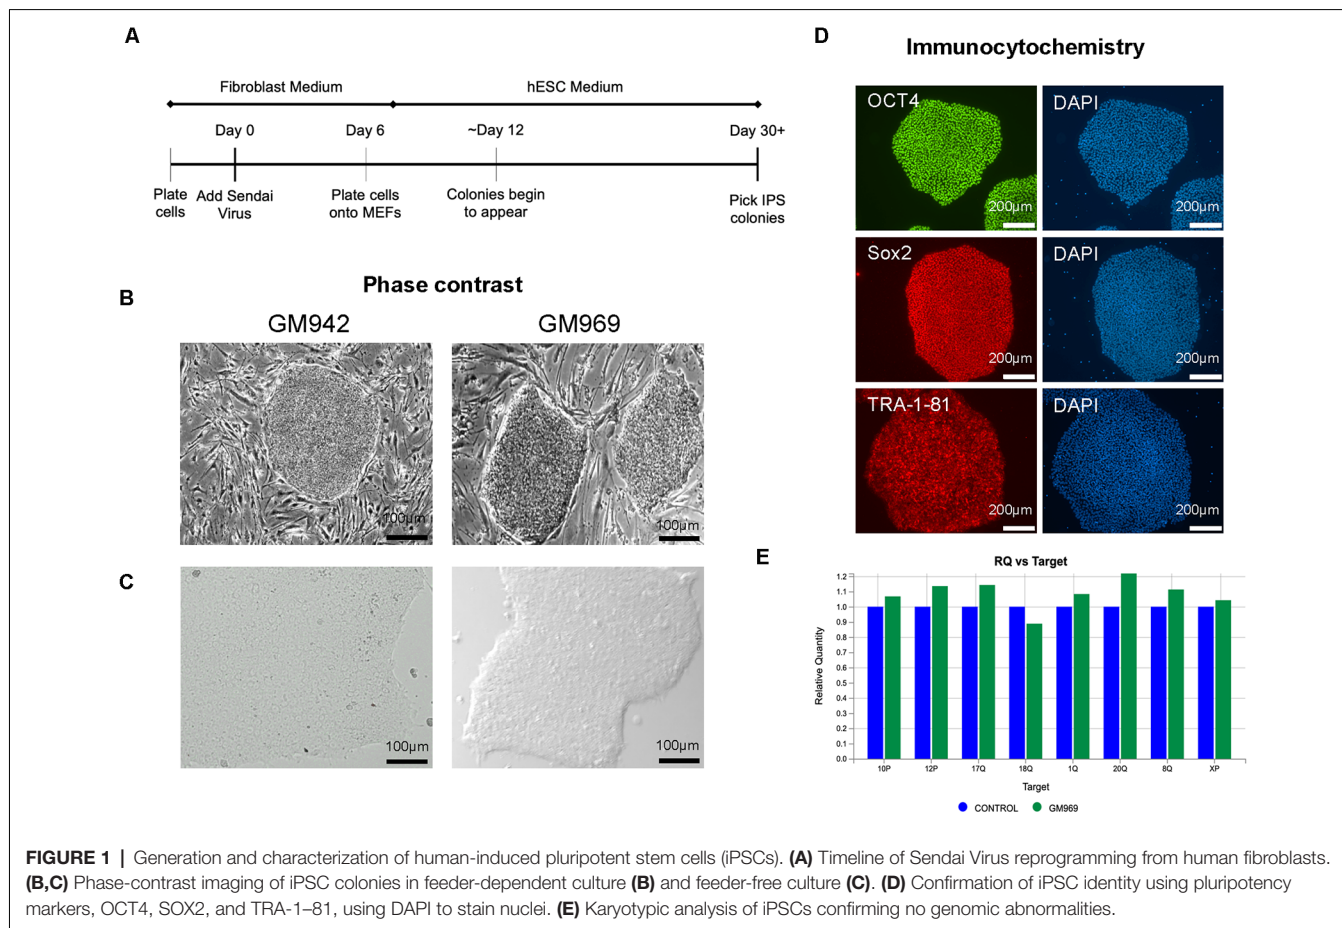 A
Fibroblast Medium
hESC Medium
Day 0
Day 6
~Day 12
Day 30+
Plate
cells
Add Sendai
Virus
Plate cells
onto MEFs
Colonies begin
to appear
Pick IPS
colonies
Phase contrast
B
GM942
GM969
100µm
100µm
C
100µm
100µm
D
Immunocytochemistry
OCT4
DAPI
200µm
200µm
Sox2
DAPI
200µm
200µm
TRA-1-81
DAPI
200µm
200µm
E
RQ vs Target
Relative Quantity
1.2
1.1
1.0
0.9
0.8
0.7
0.6
0.5
0.4
0.3
0.2
0.1
0.0
10P
12P
17Q
18Q
1Q
20Q
8Q
XP
Target
CONTROL
GM969
FIGURE 1 | Generation and characterization of human-induced pluripotent stem cells (iPSCs). (A) Timeline of Sendai Virus reprogramming from human fibroblasts.
(B,C) Phase-contrast imaging of iPSC colonies in feeder-dependent culture (B) and feeder-free culture (C). (D) Confirmation of iPSC identity using pluripotency
markers, OCT4, SOX2, and TRA-1–81, using DAPI to stain nuclei. (E) Karyotypic analysis of iPSCs confirming no genomic abnormalities.